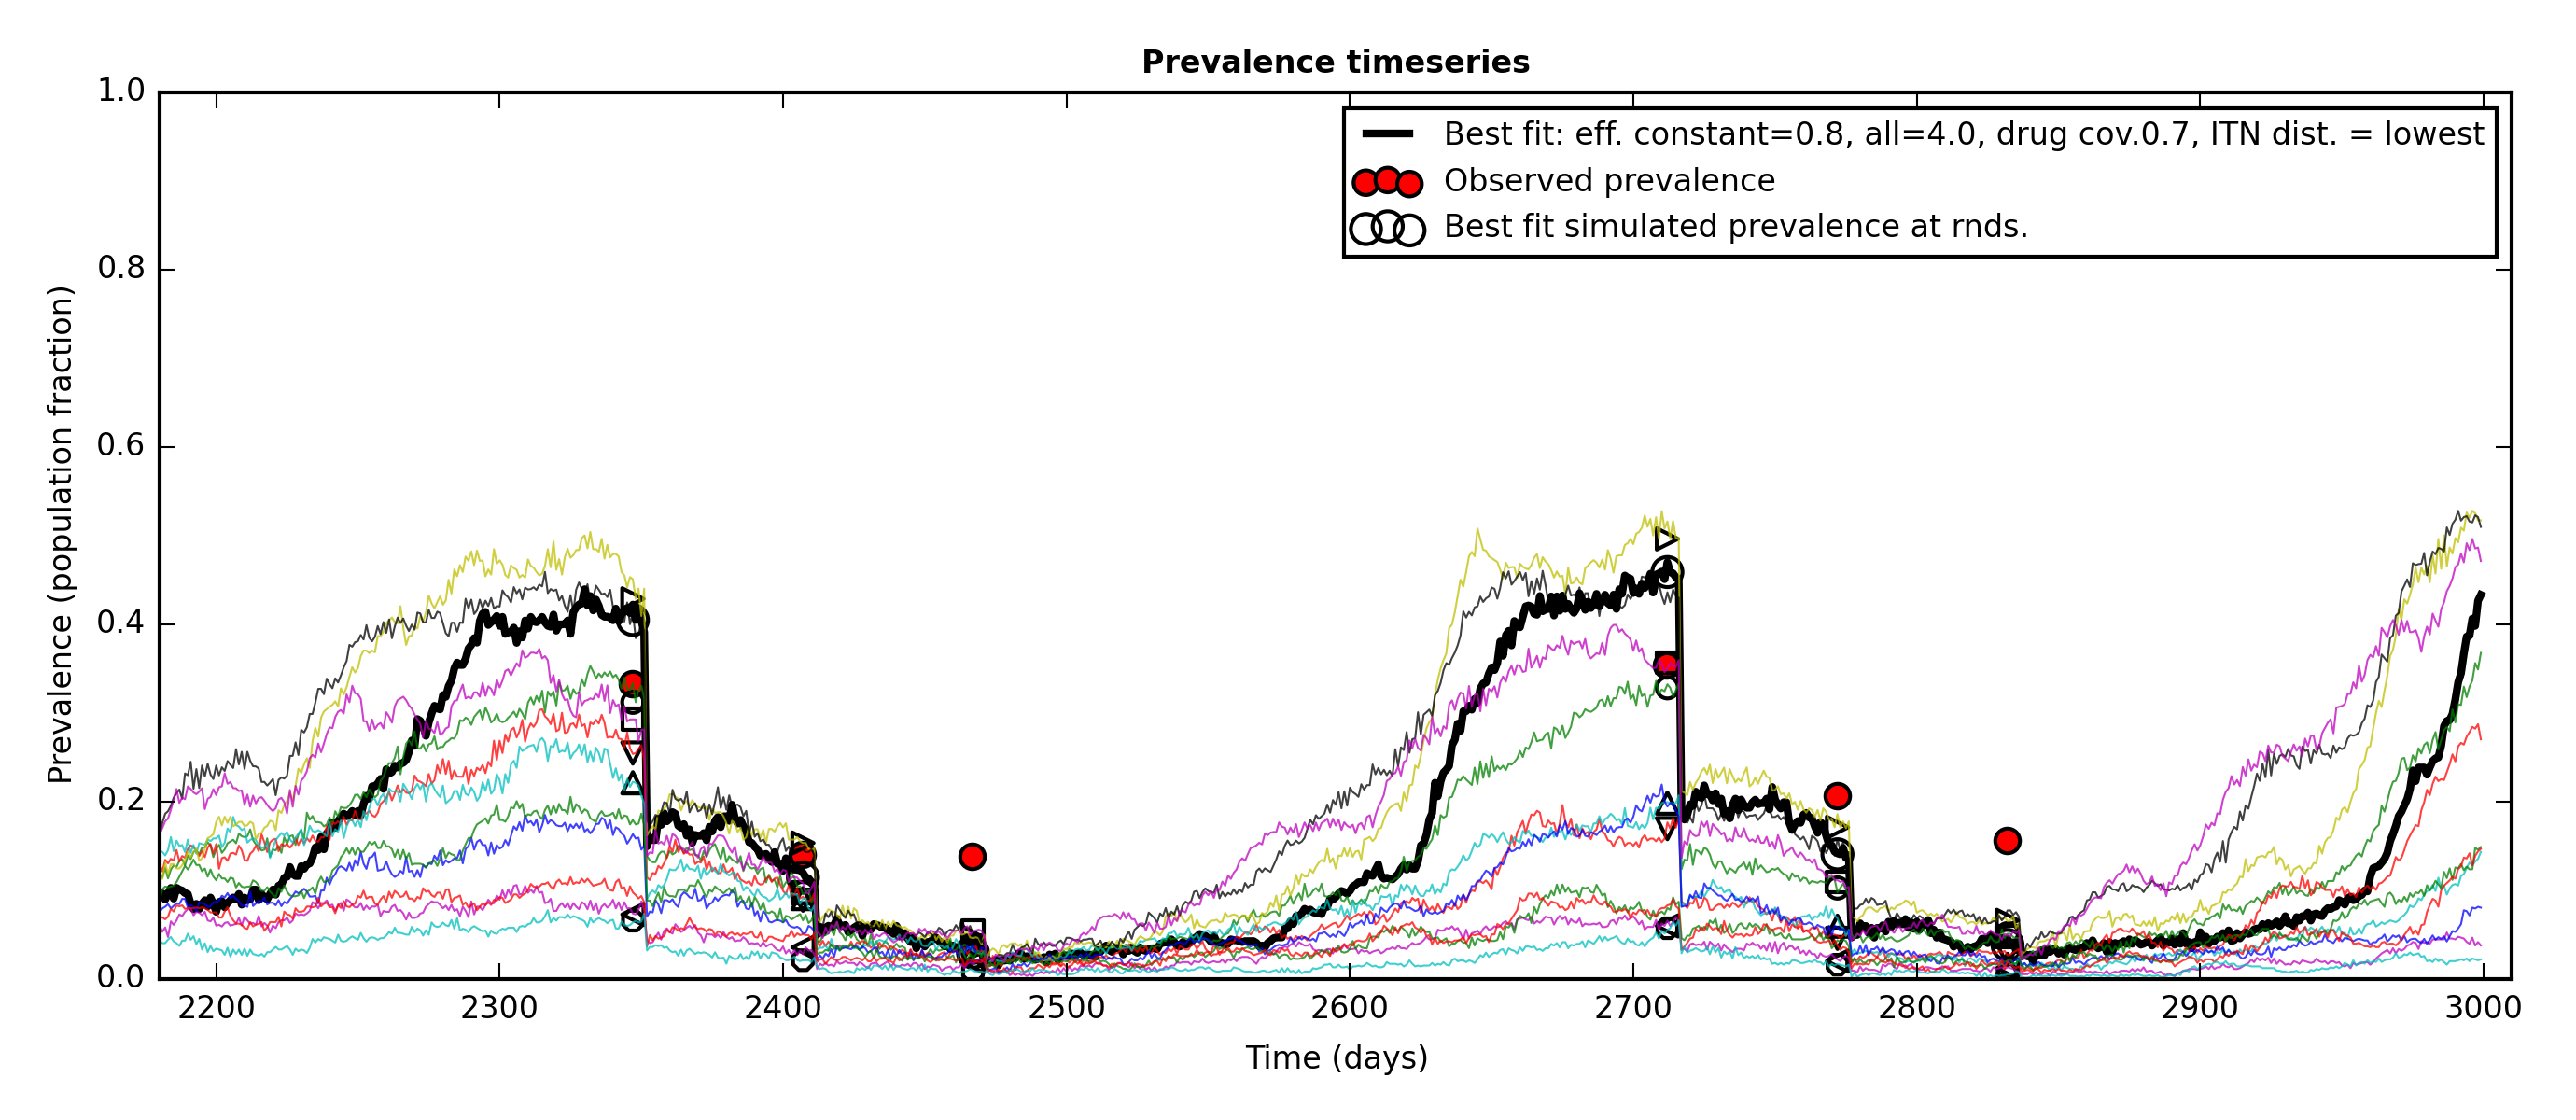 Prevalence timeseries
Best fit: eff. constant=0.8, all=4.0, drug cov.0.7, ITN dist. = lowest
Observed prevalence
Best fit simulated prevalence at rnds.
Prevalence (population fraction)
1.0
0.8
0.6
0.4
0.2
0.0
2200 2300 2400 2500 2600 2700 2800 2900 3000
Time (days)